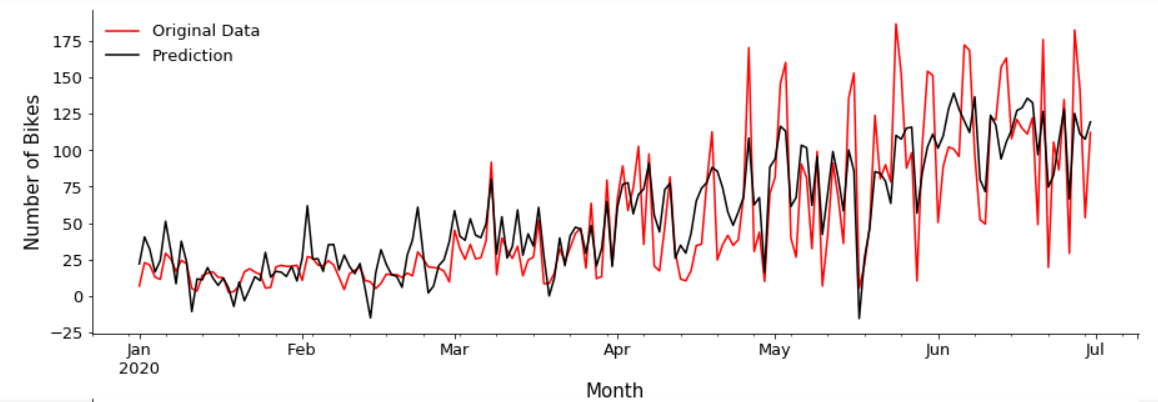 Original Data
Prediction
Number of Bikes
175
150
125
100
75
50
25
0
−25
Jan Feb Mar Apr May Jun Jul
2020
Month